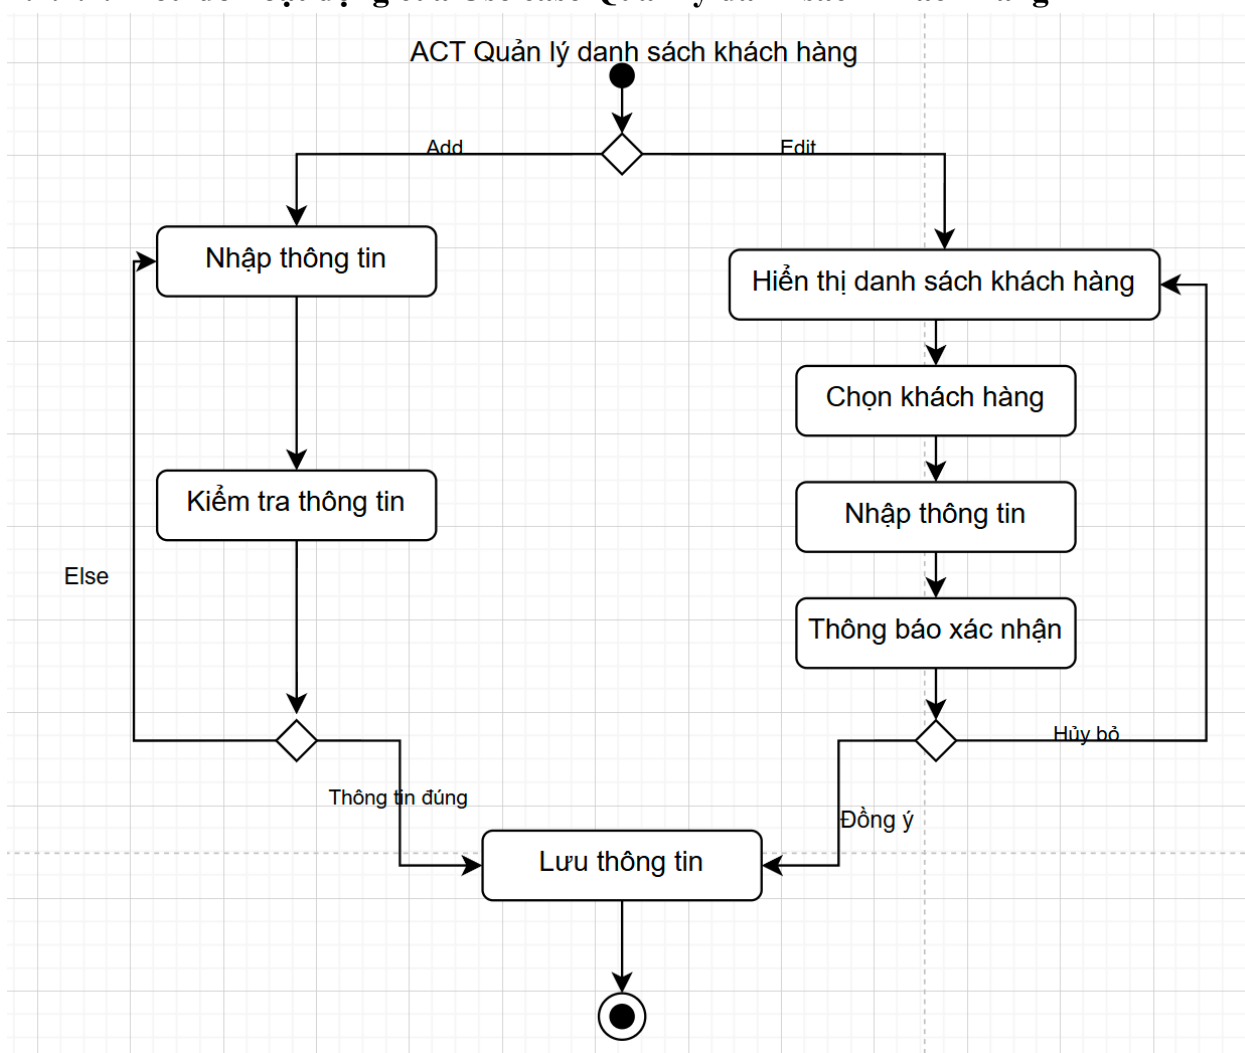 ACT Quản lý danh sách khách hàng
Add
Edit
Nhập thông tin
Hiển thị danh sách khách hàng
Chọn khách hàng
Kiểm tra thông tin
Nhập thông tin
Else
Thông báo xác nhận
Hủy bỏ
Thông tin đúng
Đồng ý
Lưu thông tin